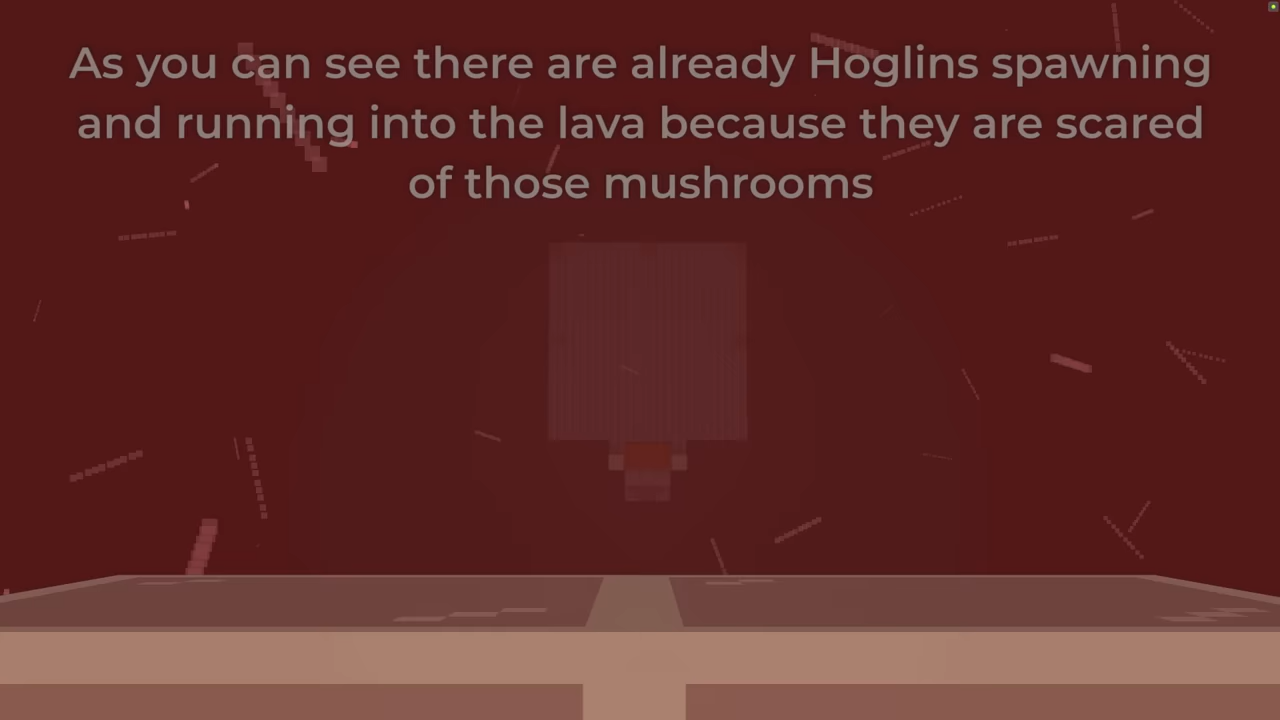 As you can see there are already Hoglins spawning
and running into the lava because they are scared
of those mushrooms